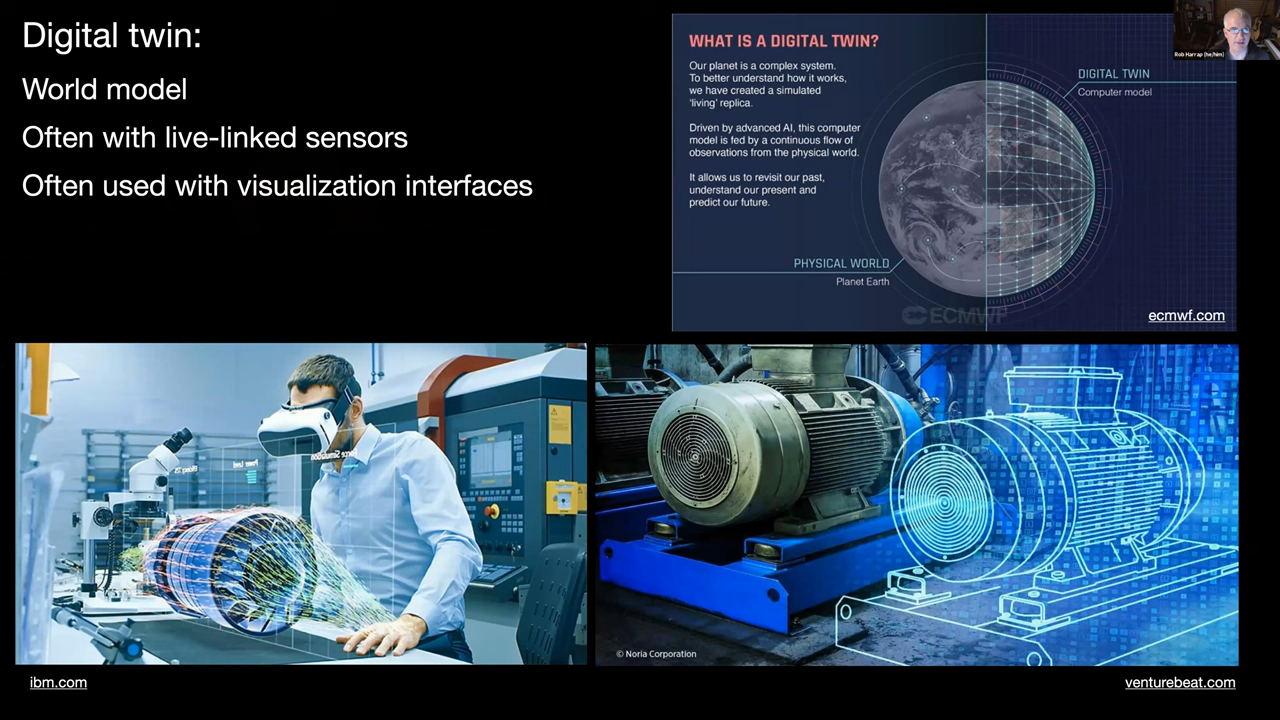 Digital twin:
World model
Often with live-linked sensors
Often used with visualization interfaces
WHAT IS A DIGITAL TWIN?
Our planet is a complex system.
To better understand how it works,
we have created a simulated
'living' replica.
Driven by advanced AI, this computer
model is fed by a continuous flow of
observations from the physical world.
It allows us to revisit our past,
understand our present and
predict our future.
DIGITAL TWIN
Computer model
PHYSICAL WORLD
Planet Earth
ECMWF
ecmwf.com
Rob Harrap (he/him)
© Noria Corporation
ibm.com
venturebeat.com